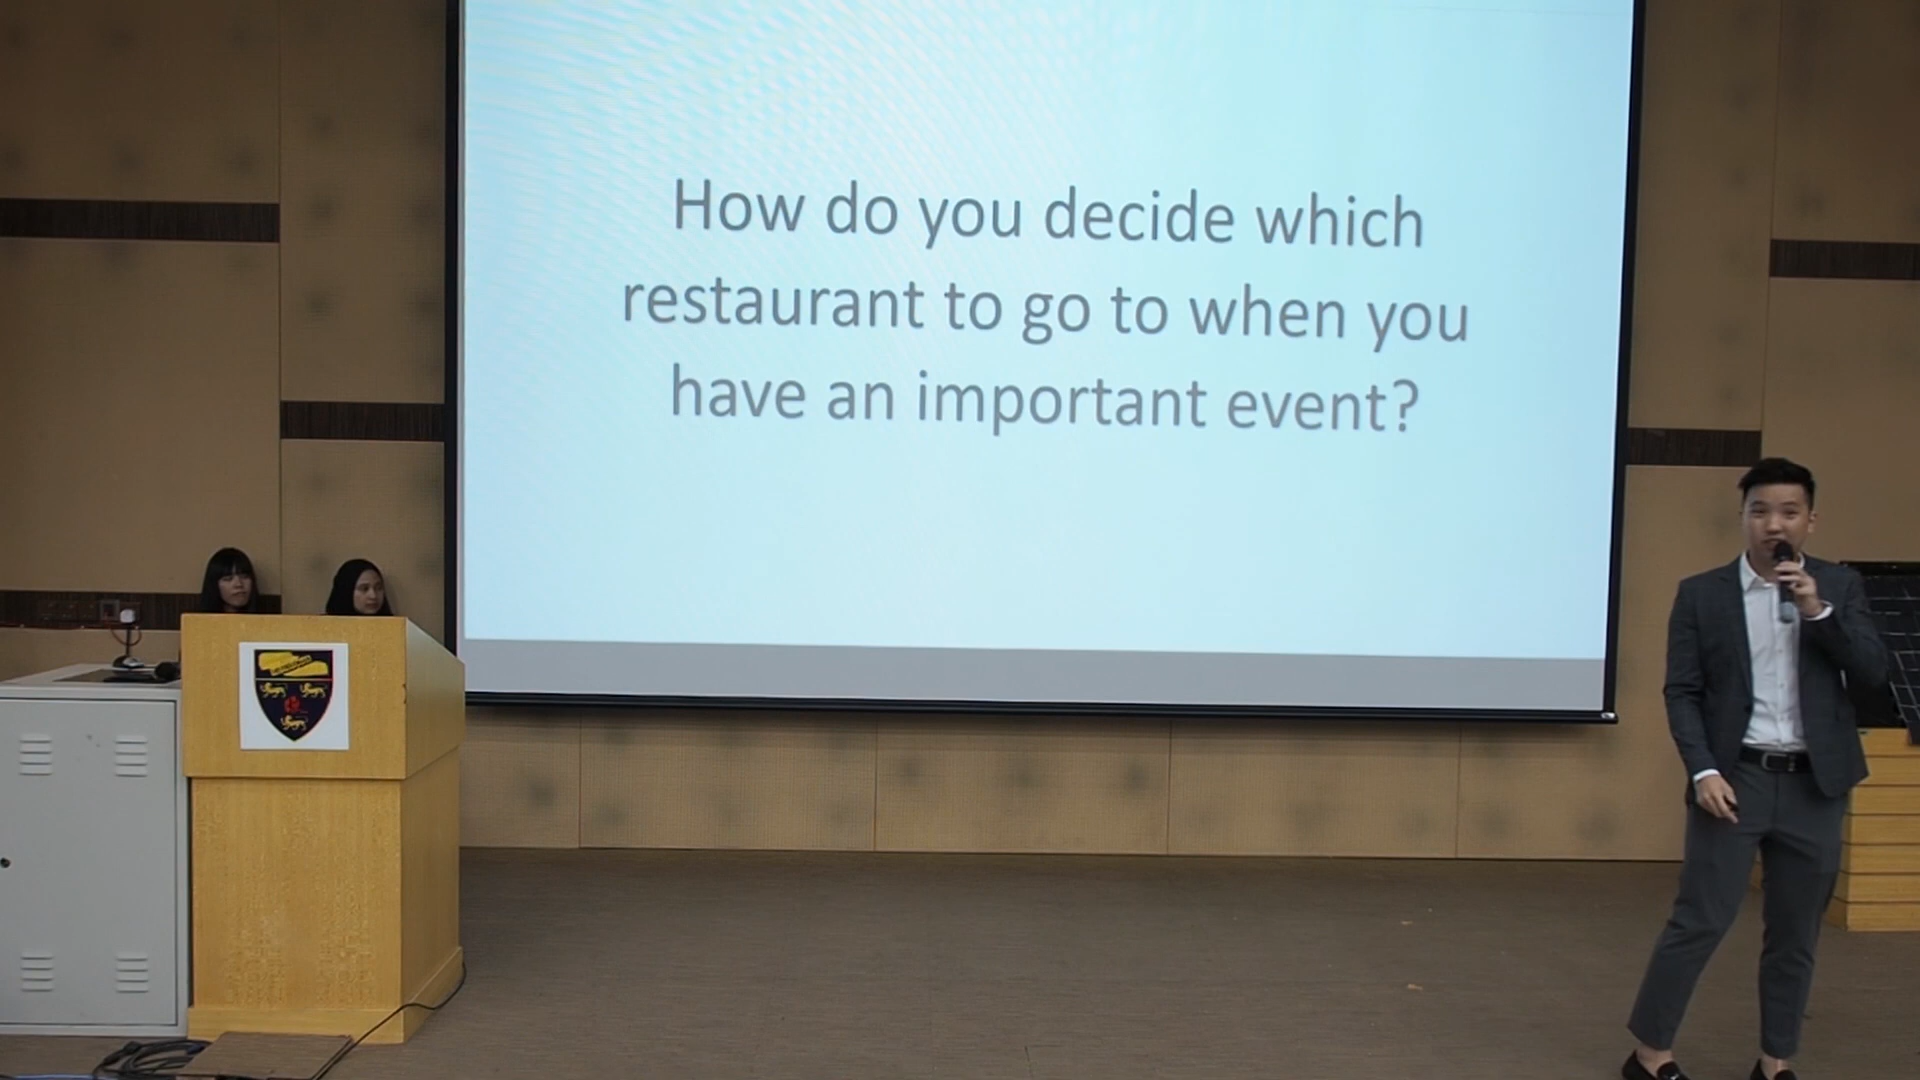 How do you decide which
restaurant to go to when you
have an important event?